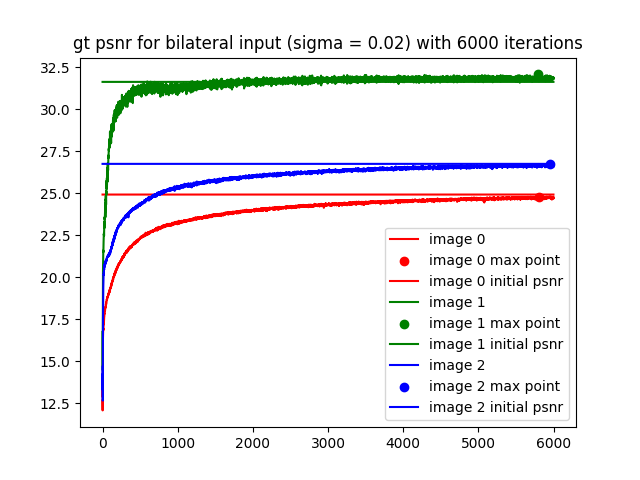 gt psnr for bilateral input (sigma = 0.02) with 6000 iterations
32.5
30.0
27.5
25.0
22.5
20.0
17.5
15.0
12.5
0
1000
2000
3000
4000
5000
6000
image 0
image 0 max point
image 0 initial psnr
image 1
image 1 max point
image 1 initial psnr
image 2
image 2 max point
image 2 initial psnr